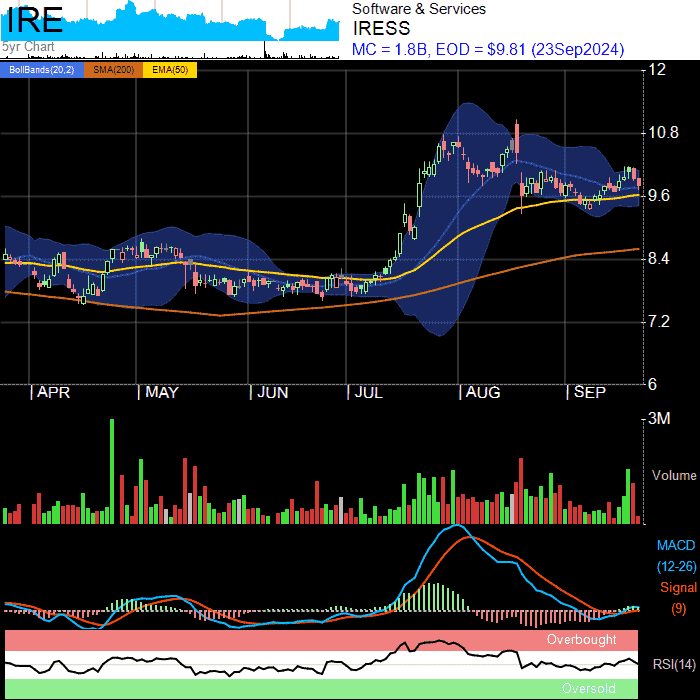 IRE
5yr Chart
Software & Services
IRESS
MC = 1.8B, EOD = $9.81 (23Sep2024)
BollBands(20,2) SMA(200) EMA(50)
12
10.8
9.6
8.4
7.2
6
APR MAY JUN JUL AUG SEP
3M
Volume
MACD
(12-26)
Signal
(9)
Overbought
RSI(14)
Oversold